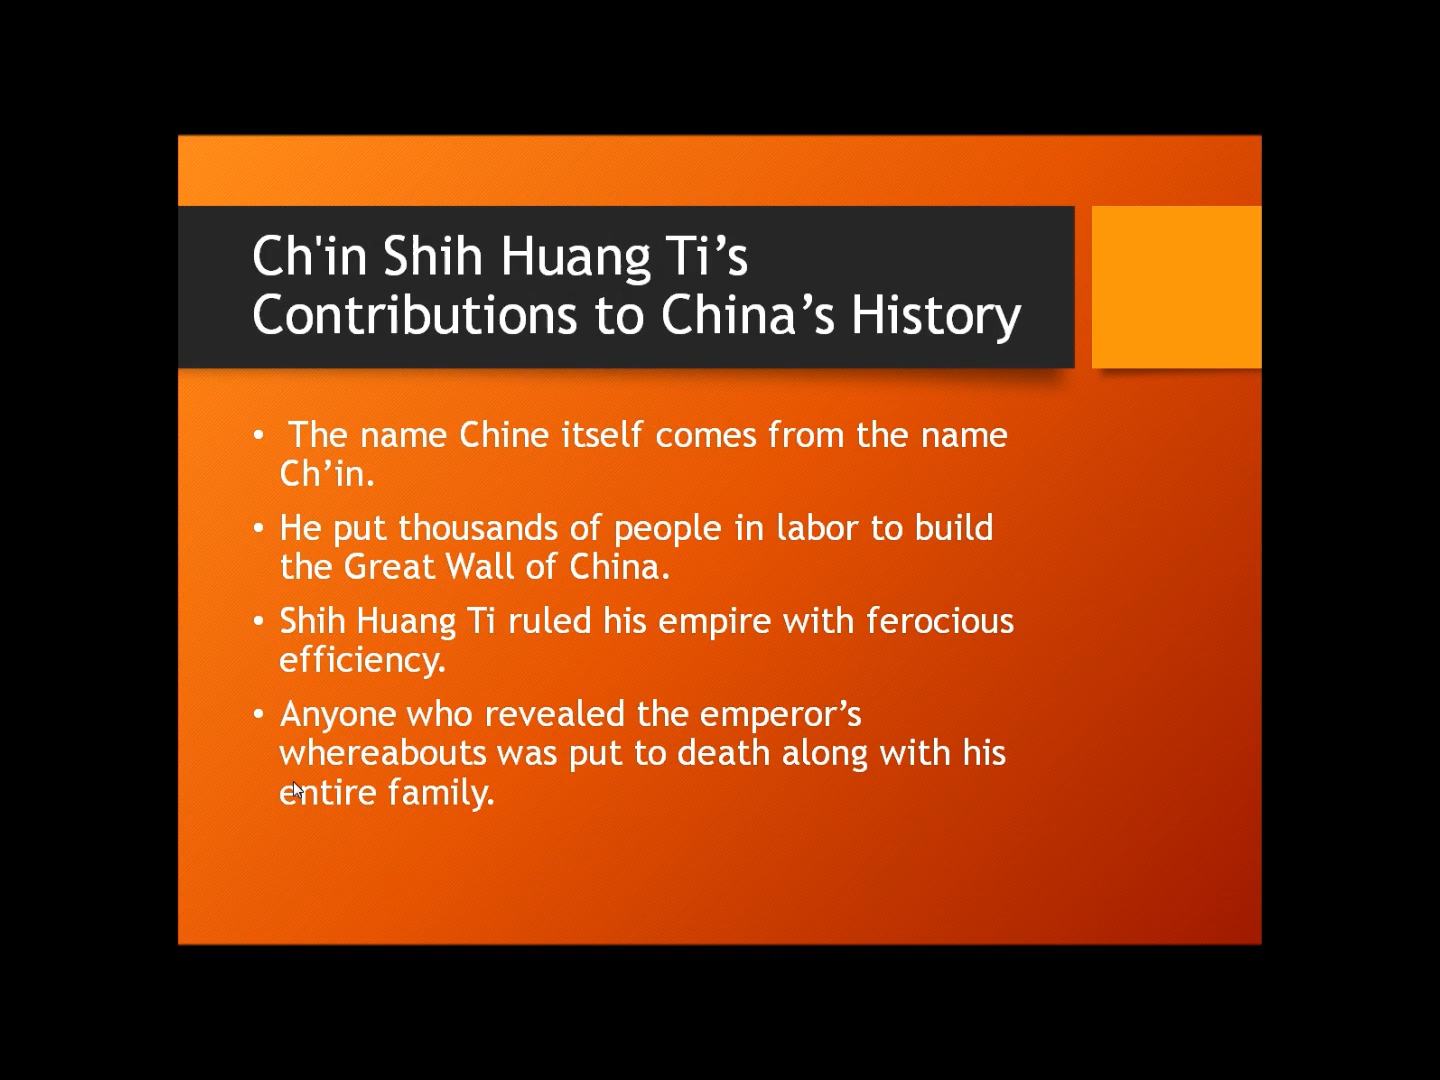 Ch'in Shih Huang Ti’s
Contributions to China’s History
• The name Chine itself comes from the name
Ch’in.
• He put thousands of people in labor to build
the Great Wall of China.
• Shih Huang Ti ruled his empire with ferocious
efficiency.
• Anyone who revealed the emperor’s
whereabouts was put to death along with his
entire family.